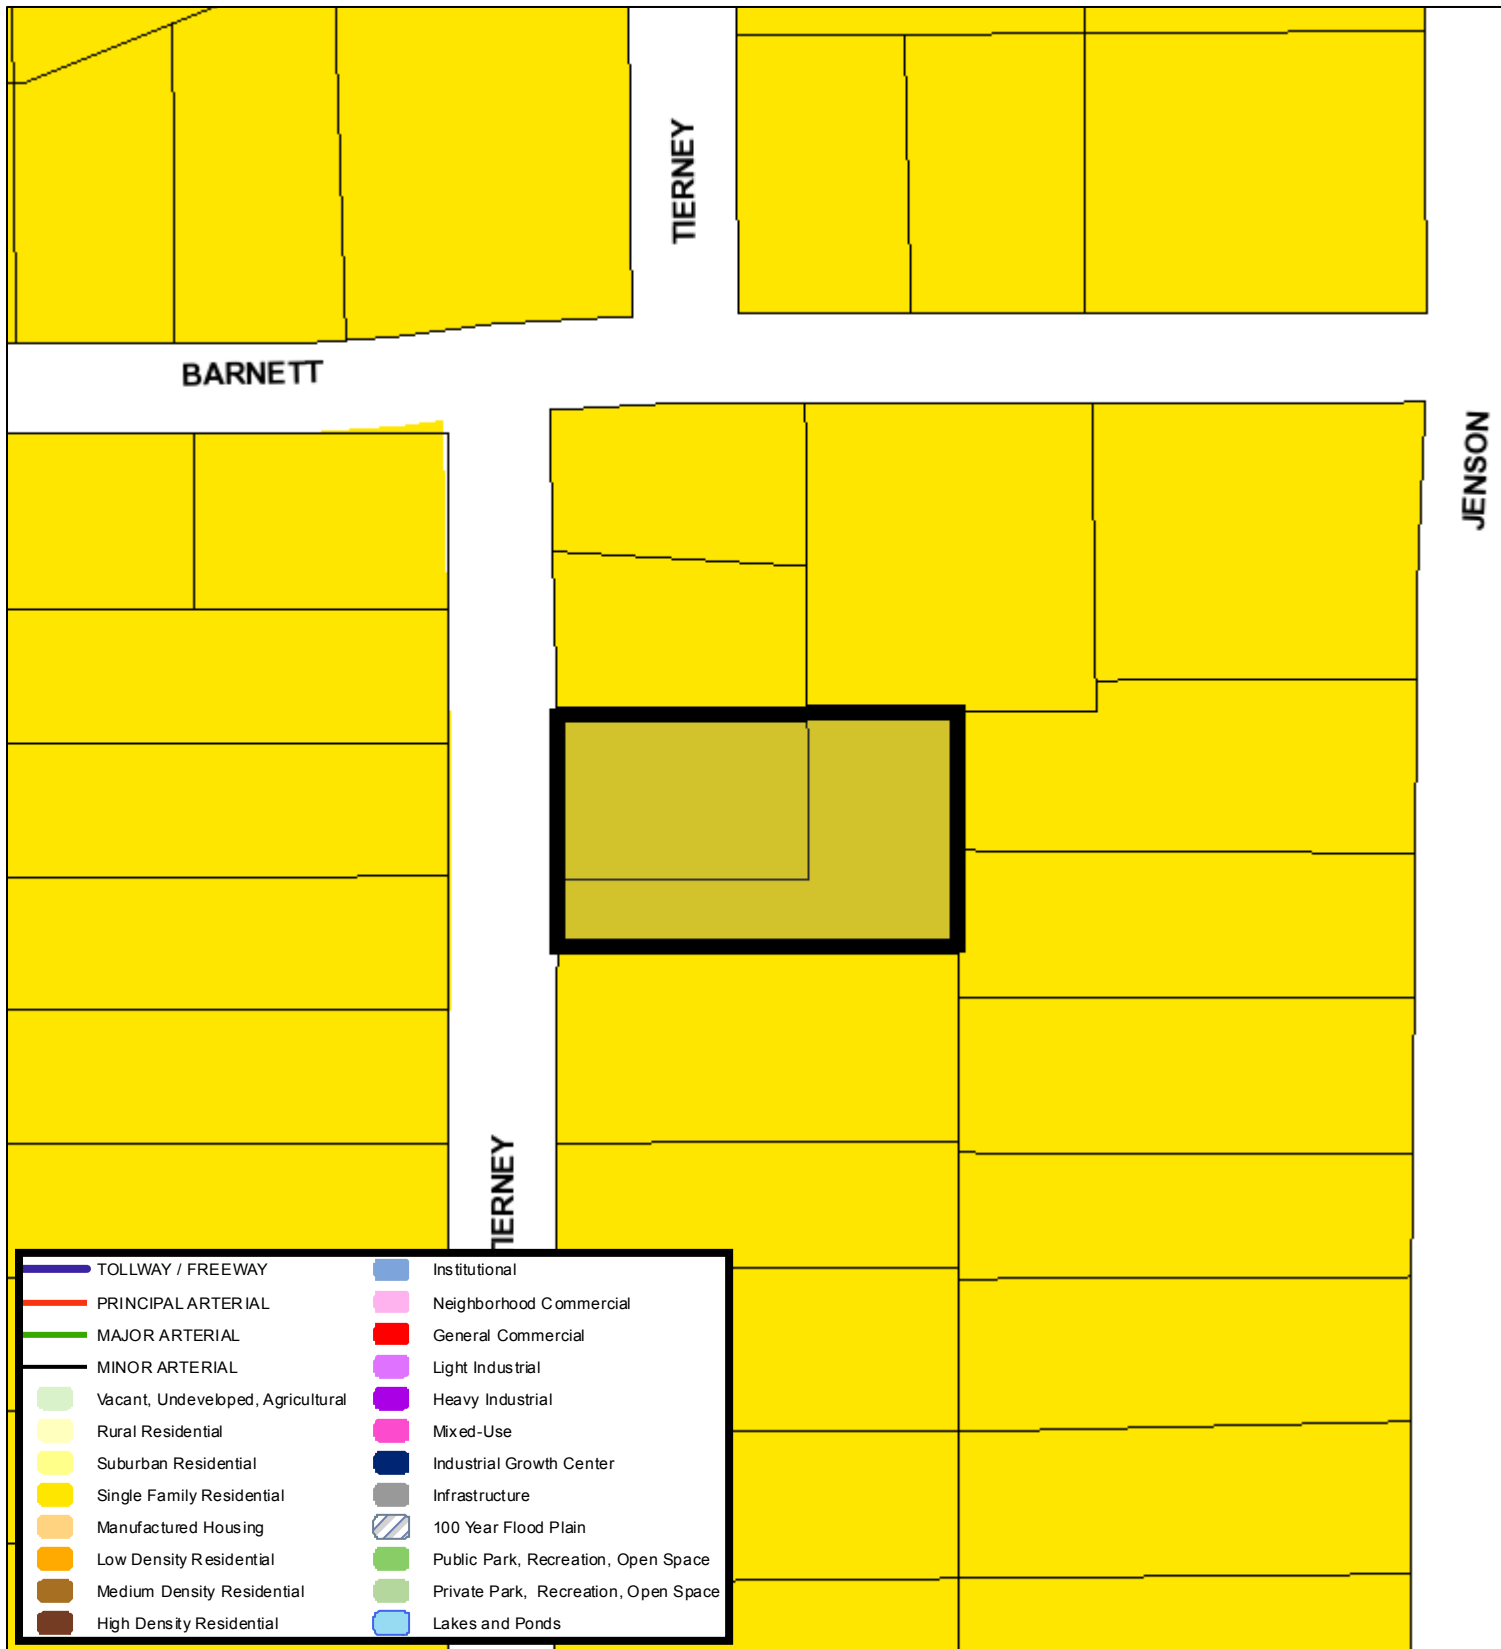 TIERNEY
BARNETT
JENSON
TIERNEY
TOLLWAY / FREEWAY
PRINCIPAL ARTERIAL
MAJOR ARTERIAL
MINOR ARTERIAL
Vacant, Undeveloped, Agricultural
Rural Residential
Suburban Residential
Single Family Residential
Manufactured Housing
Low Density Residential
Medium Density Residential
High Density Residential
Institutional
Neighborhood Commercial
General Commercial
Light Industrial
Heavy Industrial
Mixed-Use
Industrial Growth Center
Infrastructure
100 Year Flood Plain
Public Park, Recreation, Open Space
Private Park, Recreation, Open Space
Lakes and Ponds